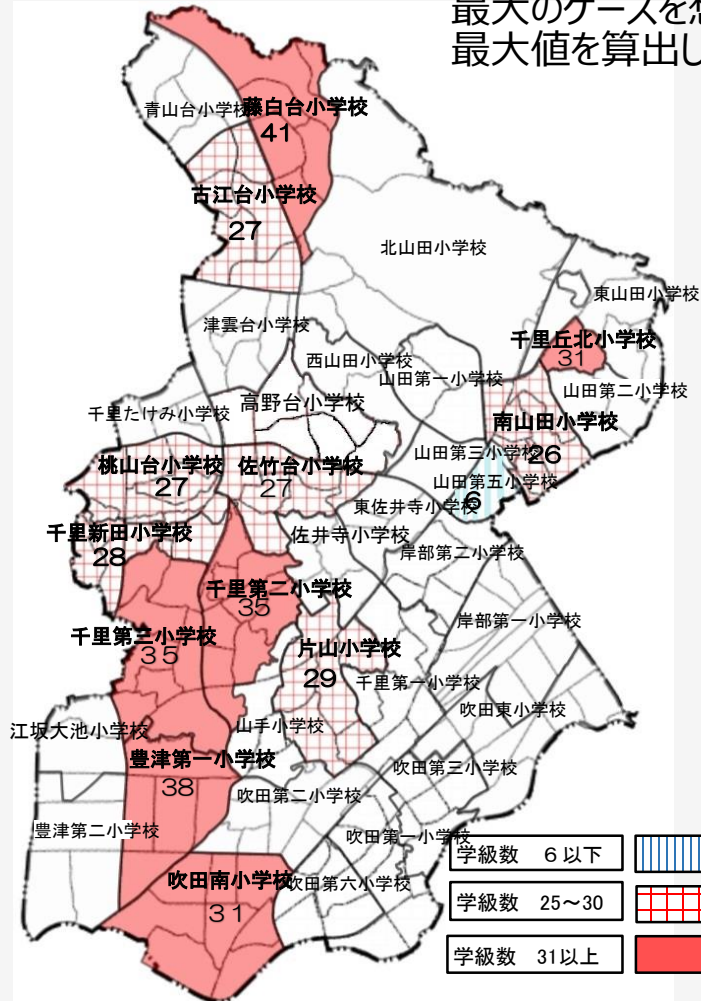 最大のケースを想
最大値を算出し
青山台小学校
藤白台小学校
41
古江台小学校
27
北山田小学校
東山田小学校
津雲台小学校
千里丘北小学校
31
西山田小学校
山田第一小学校
山田第二小学校
千里たけみ小学校
高野台小学校
南山田小学校
26
山田第三小学校
桃山台小学校
27
佐竹台小学校
27
山田第五小学校
6
東佐井寺小学校
千里新田小学校
28
佐井寺小学校
岸部第二小学校
千里第二小学校
35
岸部第一小学校
千里第三小学校
35
片山小学校
29
千里第一小学校
吹田東小学校
江坂大池小学校
山手小学校
豊津第一小学校
38
吹田第三小学校
吹田第二小学校
豊津第二小学校
吹田第一小学校
吹田南小学校
31
吹田第六小学校
学級数 6以下
学級数 25～30
学級数 31以上